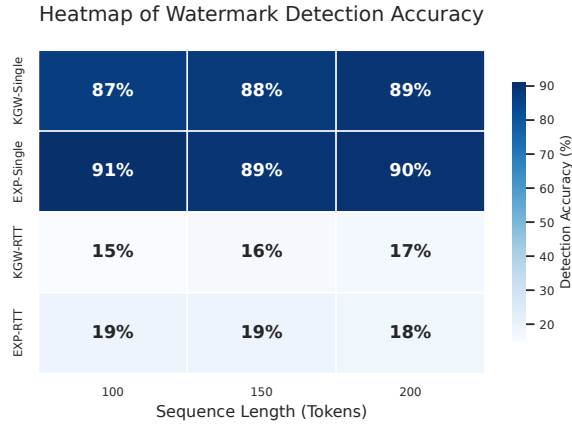 Heatmap of Watermark Detection Accuracy
KGW-Single
87% 88% 89%
EXP-Single
91% 89% 90%
KGW-RTT
15% 16% 17%
EXP-RTT
19% 19% 18%
100 150 200
Sequence Length (Tokens)
90
80
70
60
50
40
30
20
Detection Accuracy (%)